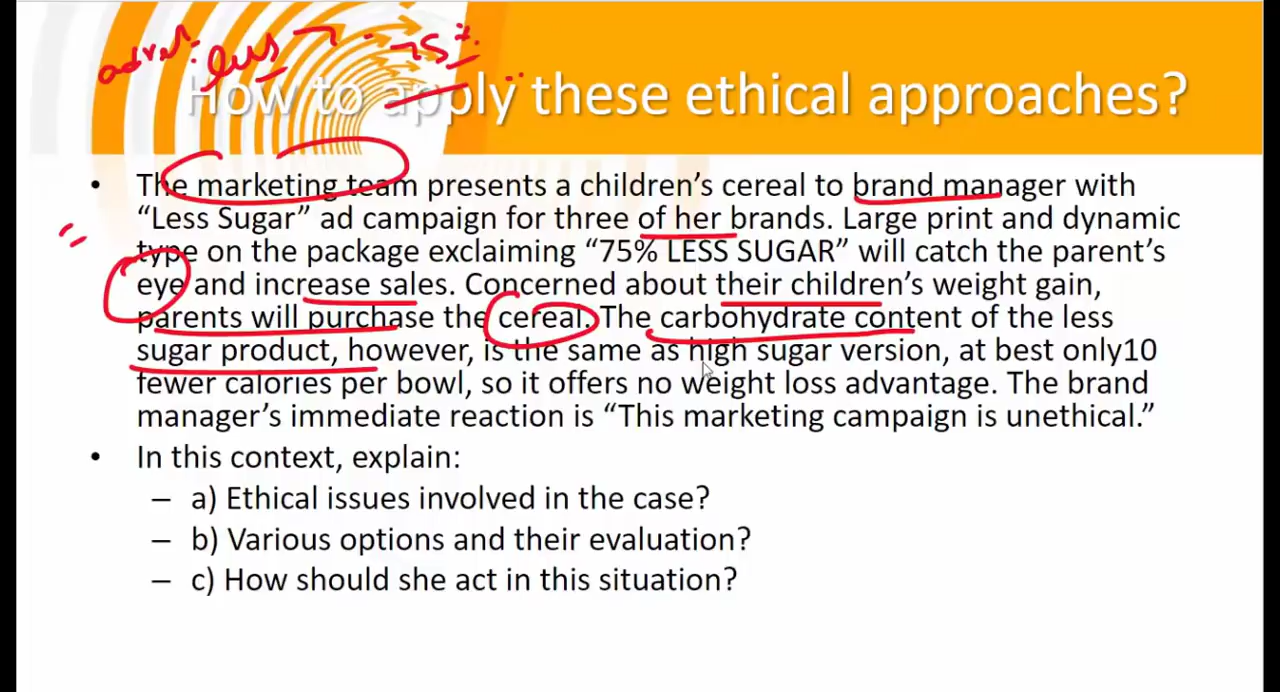 advet. less → 75%.
How to apply these ethical approaches?
• The marketing team presents a children's cereal to brand manager with
“Less Sugar” ad campaign for three of her brands. Large print and dynamic
type on the package exclaiming “75% LESS SUGAR” will catch the parent's
eye and increase sales. Concerned about their children's weight gain,
parents will purchase the cereal. The carbohydrate content of the less
sugar product, however, is the same as high sugar version, at best only10
fewer calories per bowl, so it offers no weight loss advantage. The brand
manager's immediate reaction is “This marketing campaign is unethical.”
• In this context, explain:
– a) Ethical issues involved in the case?
– b) Various options and their evaluation?
– c) How should she act in this situation?